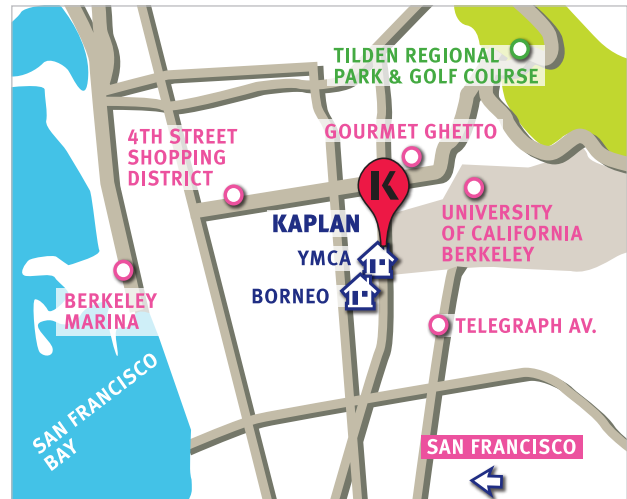 TILDEN REGIONAL
PARK & GOLF COURSE
4TH STREET
SHOPPING
DISTRICT
GOURMET GHETTO
K
KAPLAN
UNIVERSITY
OF CALIFORNIA
BERKELEY
YMCA
BORNEO
BERKELEY
MARINA
TELEGRAPH AV.
SAN FRANCISCO
BAY
SAN FRANCISCO